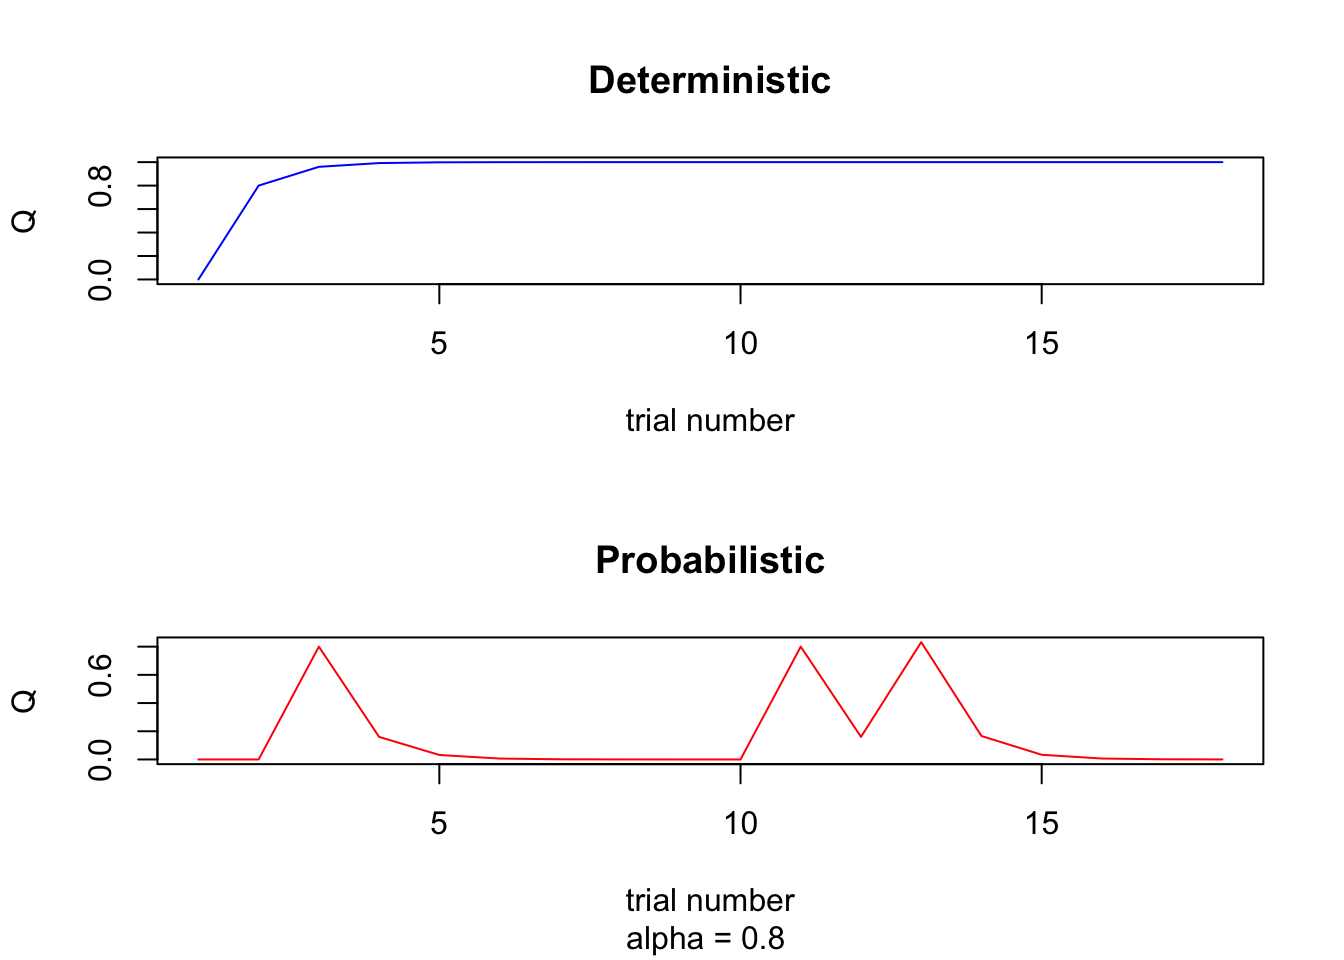 Deterministic
Q
0.8
0.0
5 10 15
trial number
Probabilistic
Q
0.6
0.0
5 10 15
trial number
alpha = 0.8